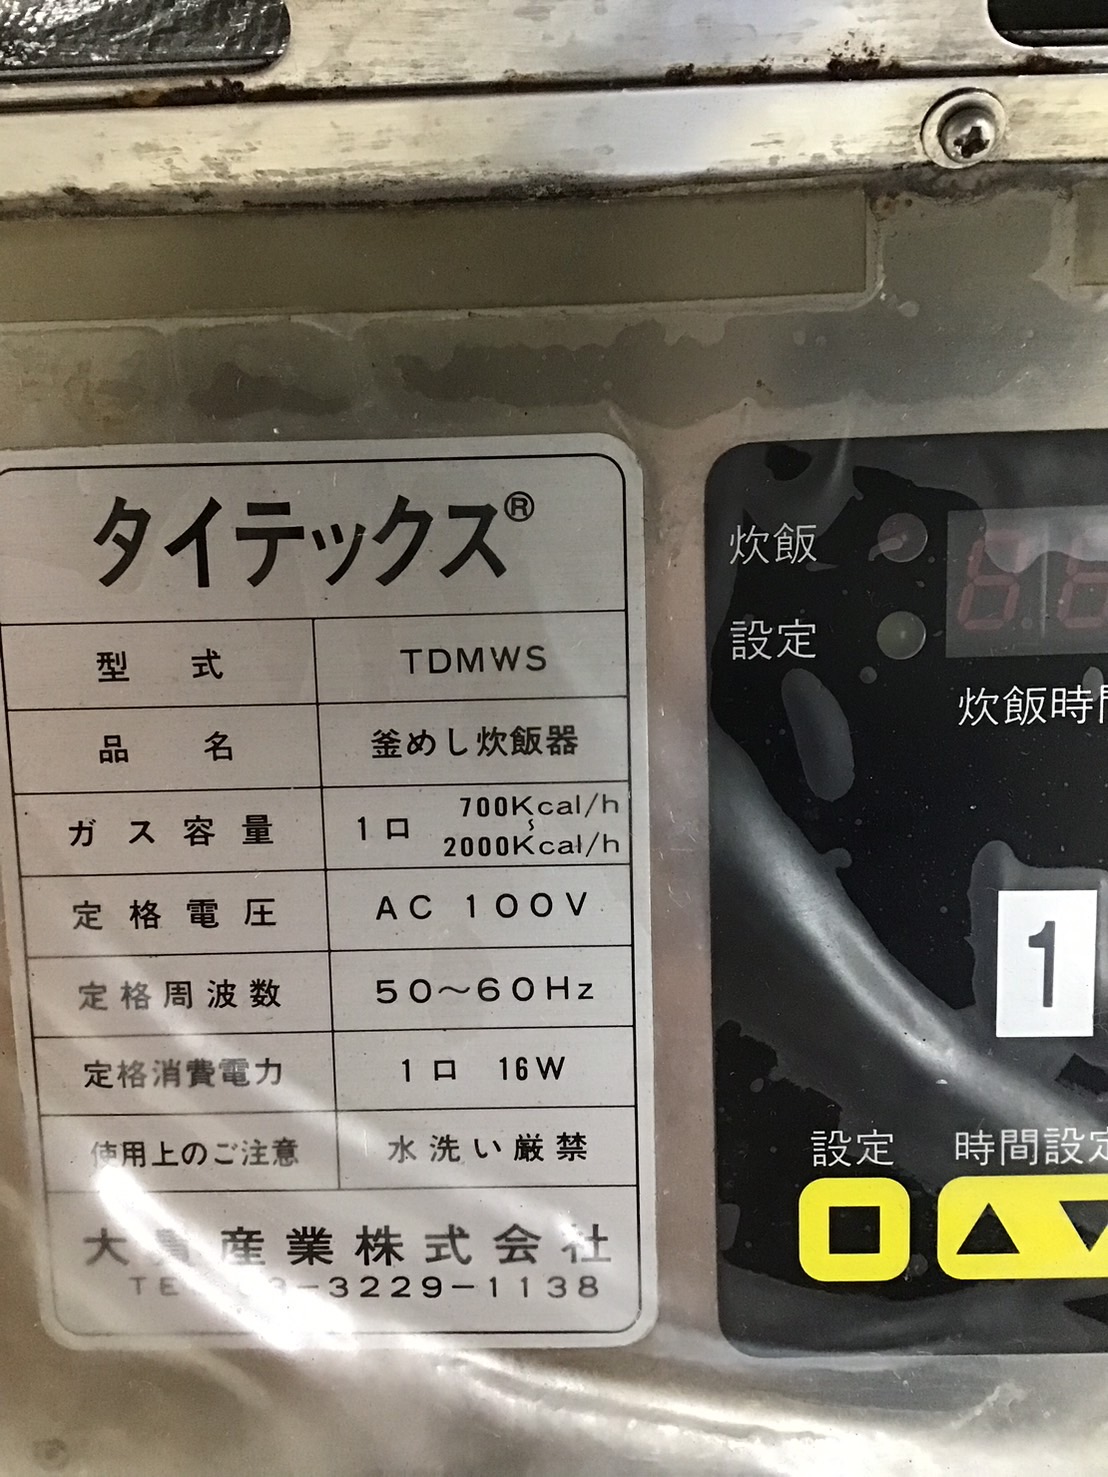 タイテックス®
型式 TDMWS
品名 釜めし炊飯器
ガス容量 1口 700Kcal/h 〜 2000Kcal/h
定格電圧 AC 100V
定格周波数 50〜60Hz
定格消費電力 1口 16W
使用上のご注意 水洗い厳禁
大貴産業株式会社
3-3229-1138
炊飯
設定
炊飯時
1
設定 時間設定